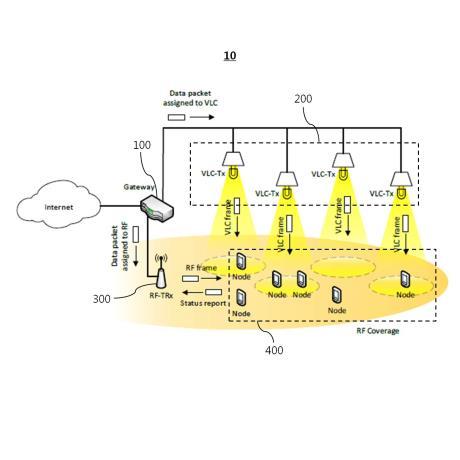 10
Data packet
assigned to VLC
200
100
VLC-Tx
VLC-Tx
VLC-Tx
VLC-Tx
Gateway
Internet
VLC frame
VLC frame
VLC frame
VLC frame
Data packet
assigned to RF
RF frame
Node
Node
Node
Node
300
RF-TRx
Status report
Node
Node
RF Coverage
400